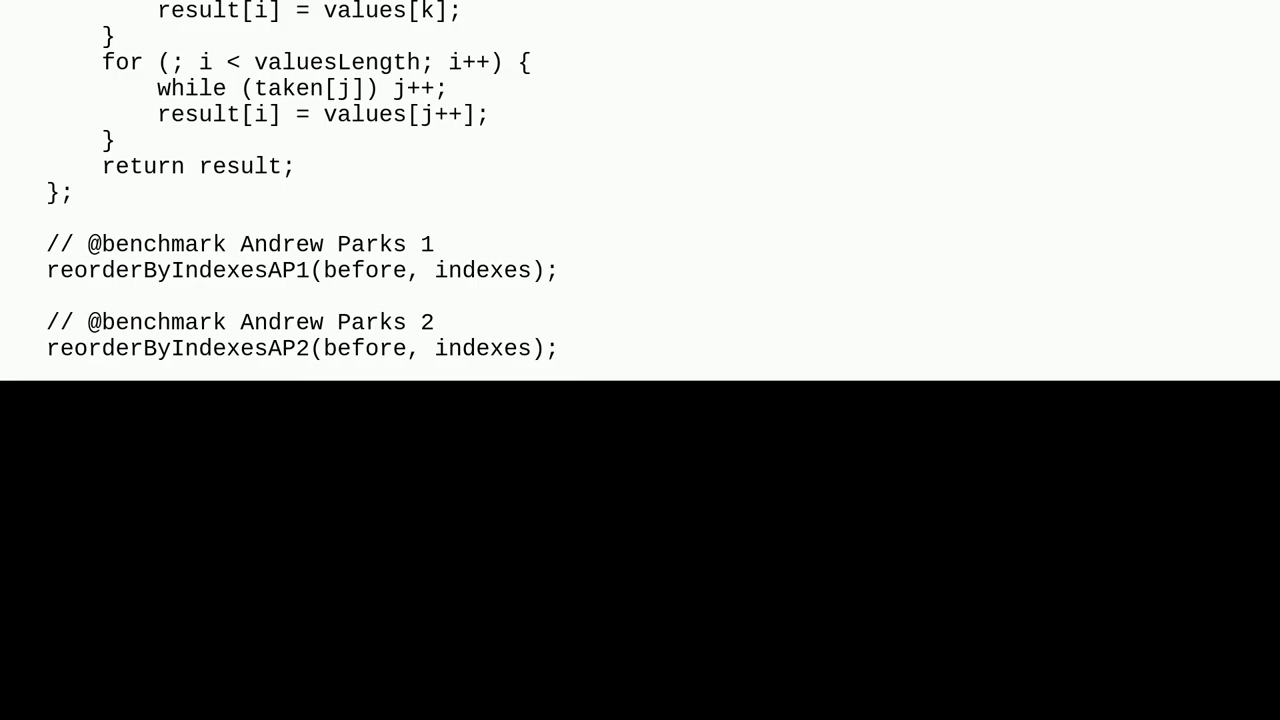 result[i] = values[k];
}
for (; i < valuesLength; i++) {
while (taken[j]) j++;
result[i] = values[j++];
}
return result;
};
// @benchmark Andrew Parks 1
reorderByIndexesAP1(before, indexes);
// @benchmark Andrew Parks 2
reorderByIndexesAP2(before, indexes);